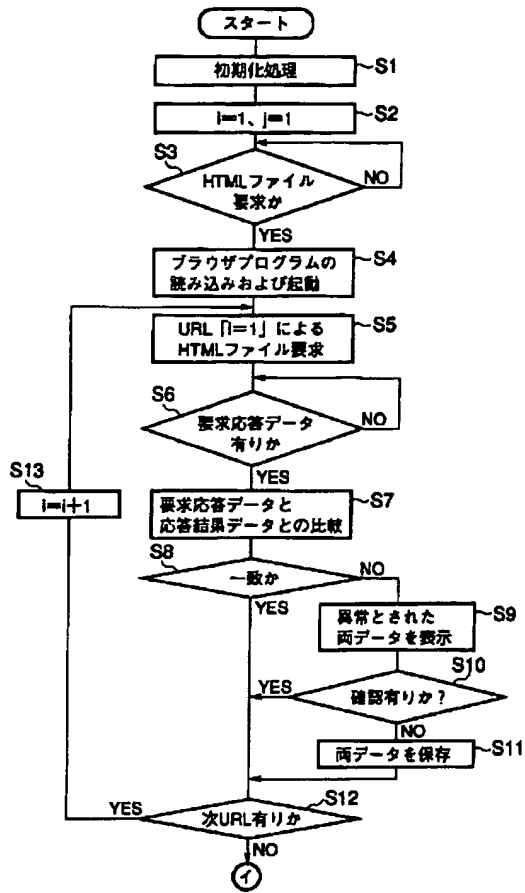 スタート
初期化処理
S1
i=1、j=1
S2
S3
HTMLファイル
要求か
NO
YES
ブラウザプログラムの
読み込みおよび起動
S4
URL「i=1」による
HTMLファイル要求
S5
S6
要求応答データ
有りか
NO
YES
S13
i=i+1
要求応答データと
応答結果データとの比較
S7
S8
一致か
NO
YES
異常とされた
両データを表示
S9
S10
確認有りか?
YES
NO
両データを保存
S11
S12
次URL有りか
YES
NO
イ